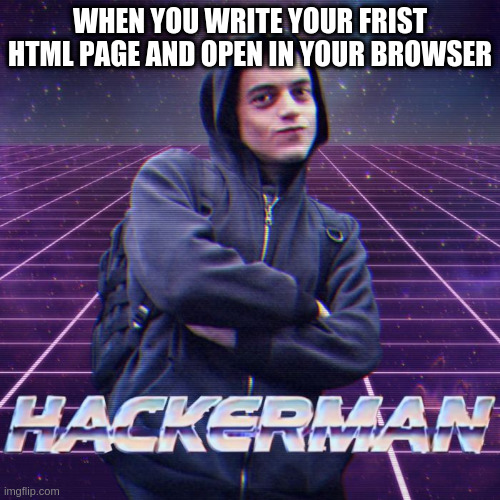 WHEN YOU WRITE YOUR FRIST
HTML PAGE AND OPEN IN YOUR BROWSER
HACKERMAN
imgflip.com